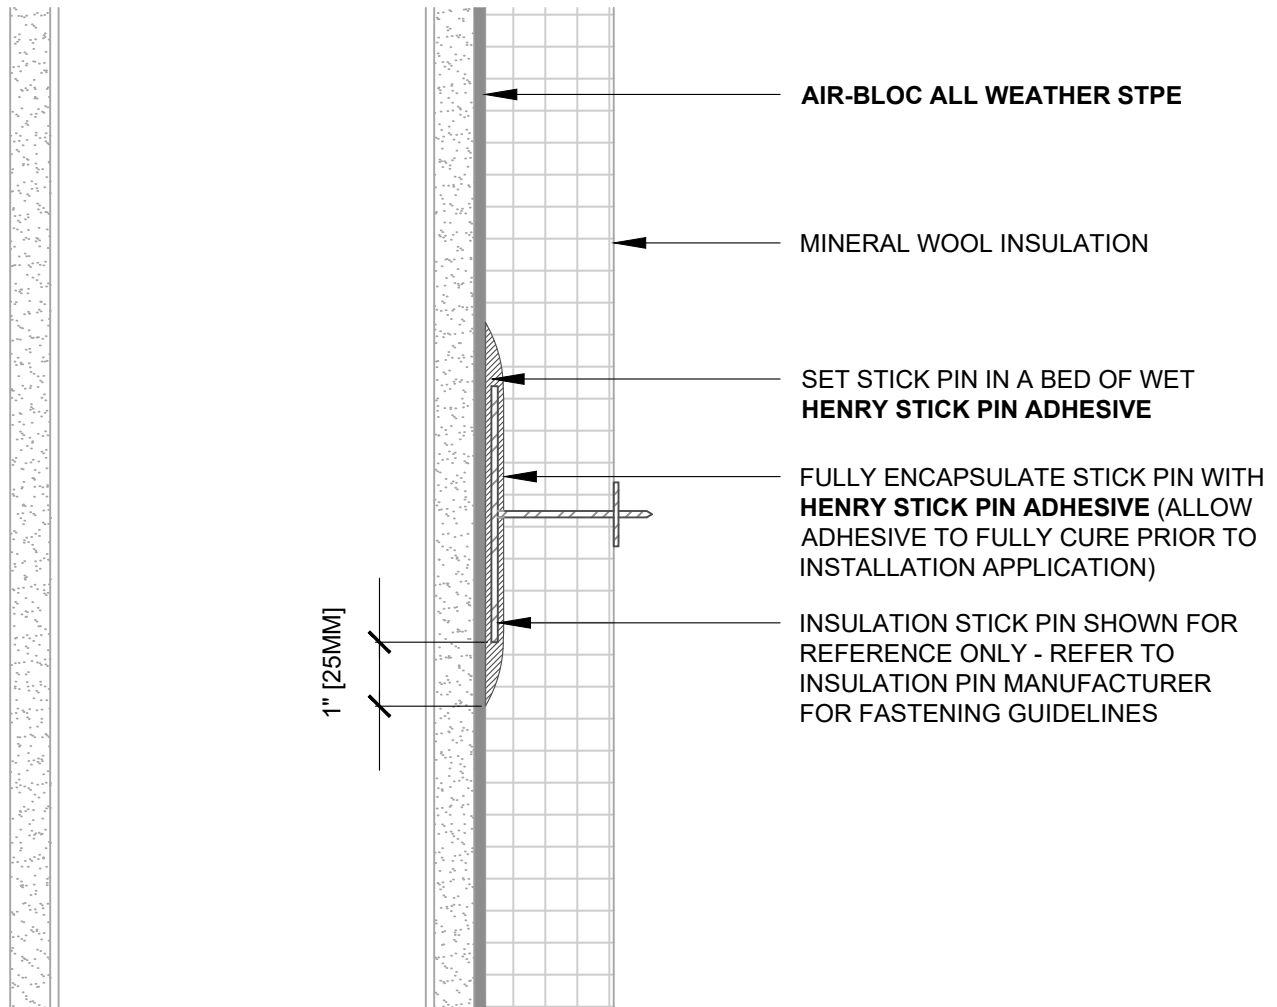 AIR-BLOC ALL WEATHER STPE
MINERAL WOOL INSULATION
SET STICK PIN IN A BED OF WET
HENRY STICK PIN ADHESIVE
FULLY ENCAPSULATE STICK PIN WITH
HENRY STICK PIN ADHESIVE (ALLOW
ADHESIVE TO FULLY CURE PRIOR TO
INSTALLATION APPLICATION)
INSULATION STICK PIN SHOWN FOR
REFERENCE ONLY - REFER TO
INSULATION PIN MANUFACTURER
FOR FASTENING GUIDELINES
1" [25MM]